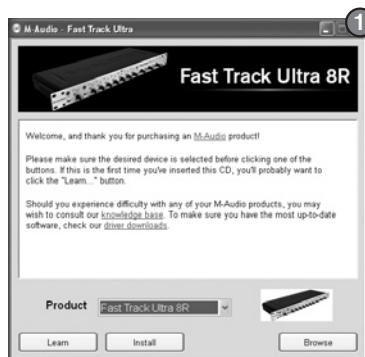 M-Audio - Fast Track Ultra
1
Fast Track Ultra 8R
Welcome, and thank you for purchasing an M-Audio product!
Please make sure the desired device is selected before clicking one of the
buttons. If this is the first time you've inserted this CD, you'll probably want to
click the "Learn..." button.
Should you experience difficulty with any of your M-Audio products, you may
wish to consult our knowledge base. To make sure you have the most up-to-date
software, check our driver downloads.
Product Fast Track Ultra 8R
Learn Install Browse